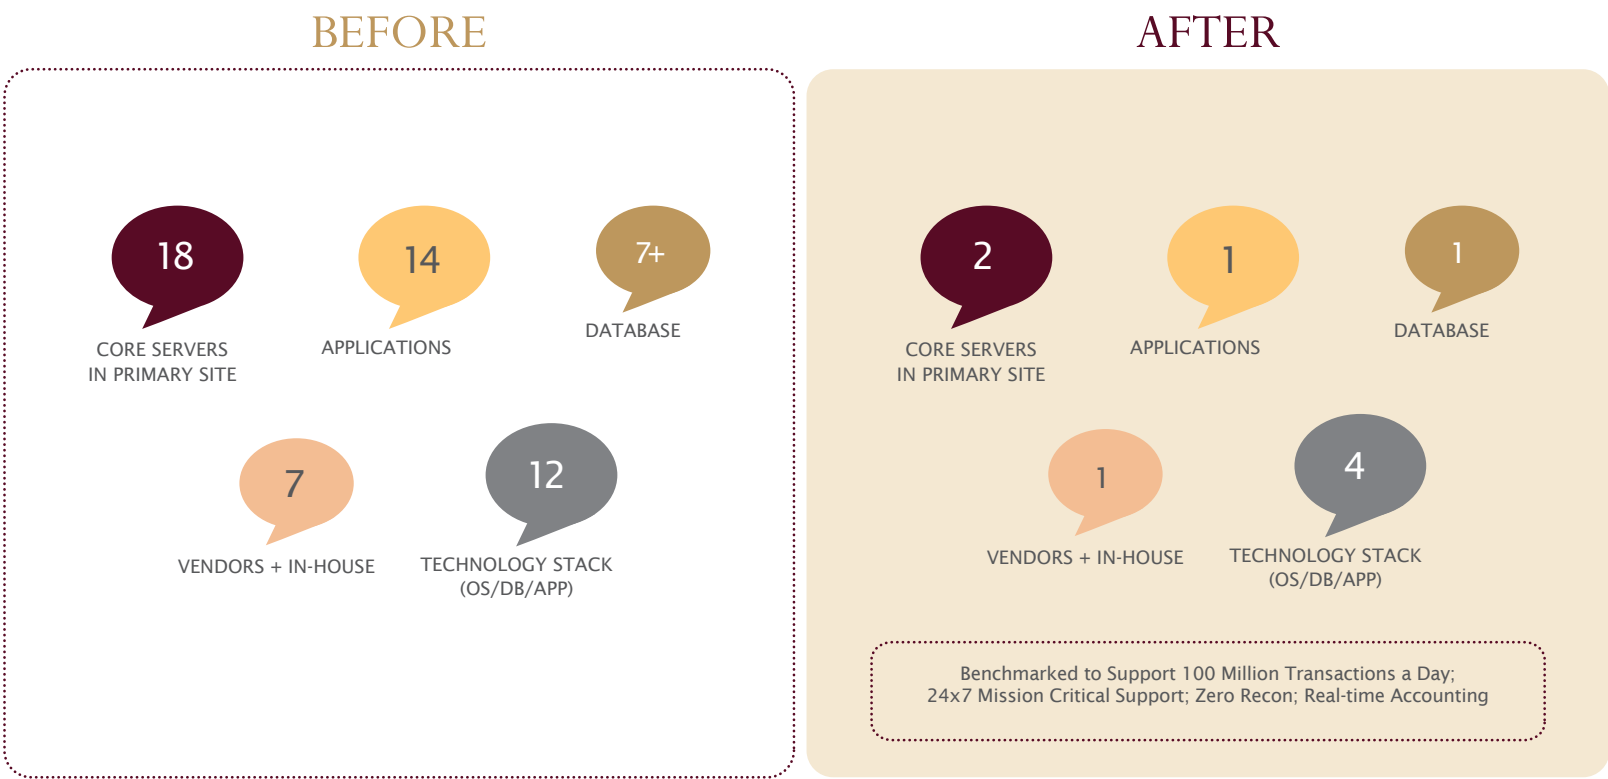 BEFORE
18
14
7+
CORE SERVERS
IN PRIMARY SITE
APPLICATIONS
DATABASE
7
12
VENDORS + IN-HOUSE
TECHNOLOGY STACK
(OS/DB/APP)
AFTER
2
1
1
CORE SERVERS
IN PRIMARY SITE
APPLICATIONS
DATABASE
1
4
VENDORS + IN-HOUSE
TECHNOLOGY STACK
(OS/DB/APP)
Benchmarked to Support 100 Million Transactions a Day;
24x7 Mission Critical Support; Zero Recon; Real-time Accounting